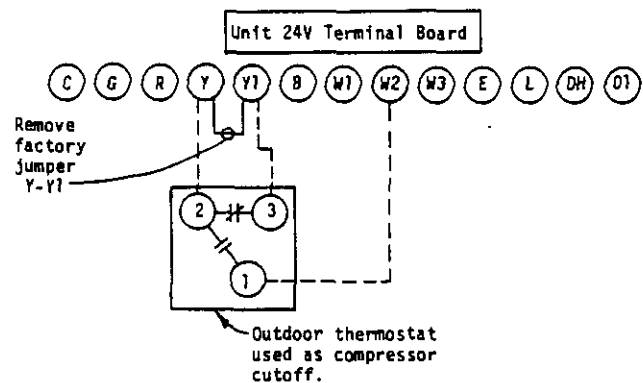 Unit 24V Terminal Board
C G R Y Y1 B W1 W2 W3 E L DH O1
Remove
factory
jumper
Y-Y1
2 3
1
Outdoor thermostat
used as compressor
cutoff.